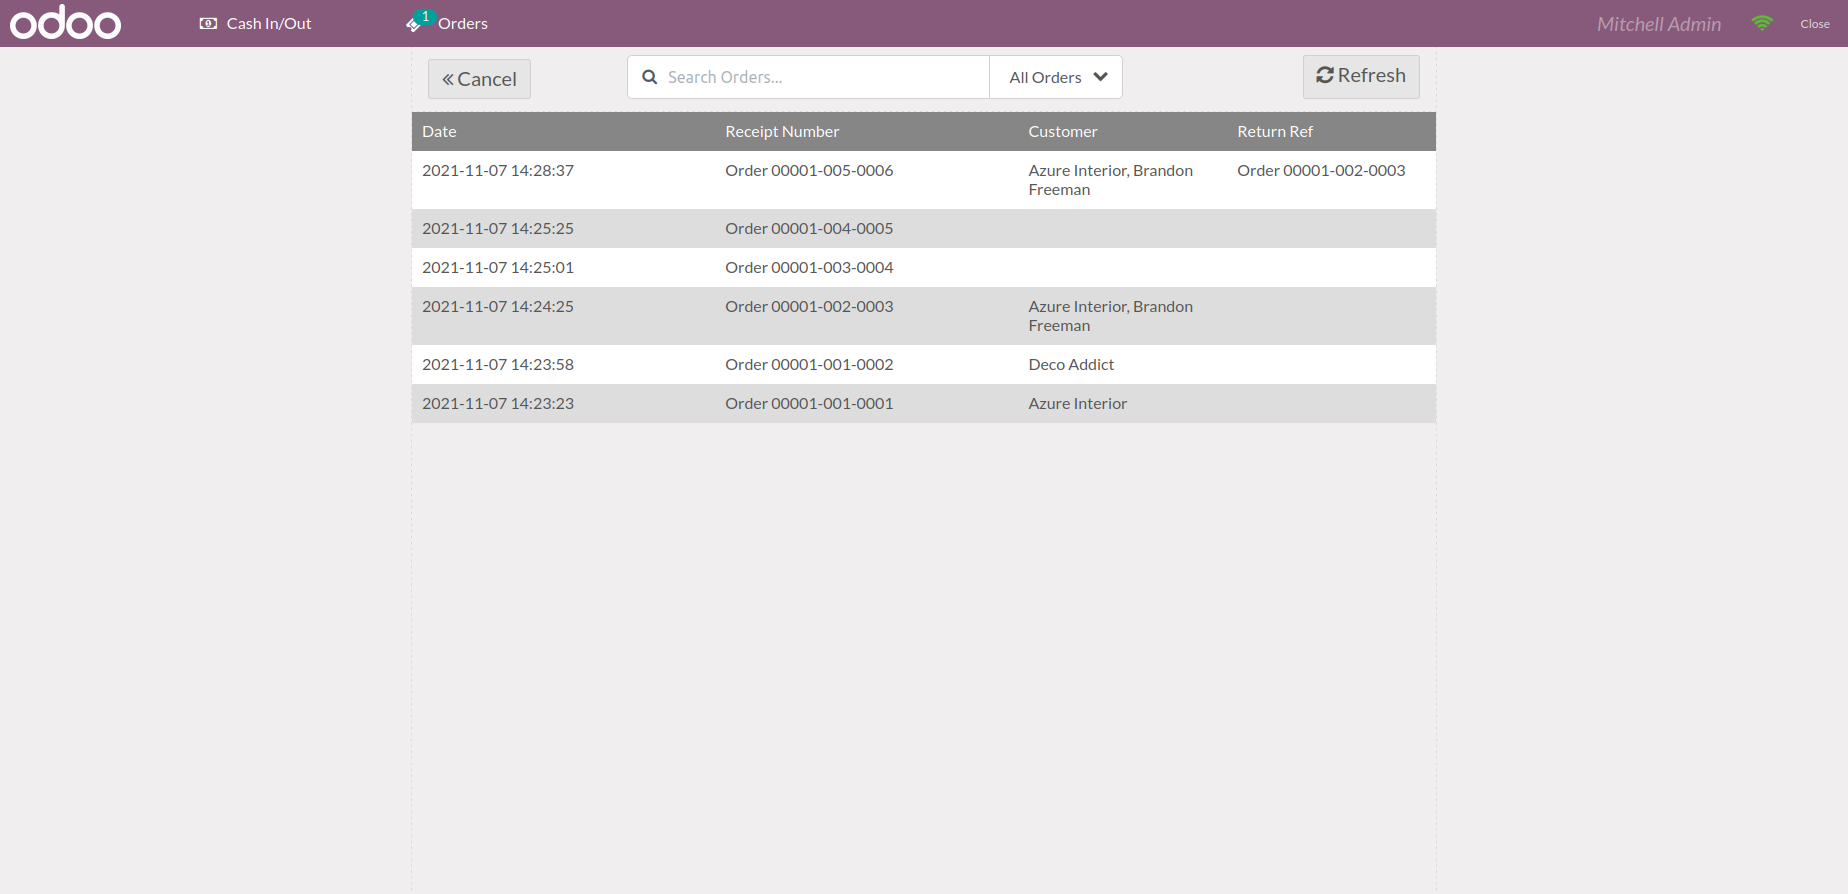 odoo
Cash In/Out
1
Orders
Mitchell Admin
Close
Cancel
Search Orders...
All Orders
Refresh
Date Receipt Number Customer Return Ref
2021-11-07 14:28:37 Order 00001-005-0006 Azure Interior, Brandon Order 00001-002-0003
Freeman
2021-11-07 14:25:25 Order 00001-004-0005
2021-11-07 14:25:01 Order 00001-003-0004
2021-11-07 14:24:25 Order 00001-002-0003 Azure Interior, Brandon
Freeman
2021-11-07 14:23:58 Order 00001-001-0002 Deco Addict
2021-11-07 14:23:23 Order 00001-001-0001 Azure Interior